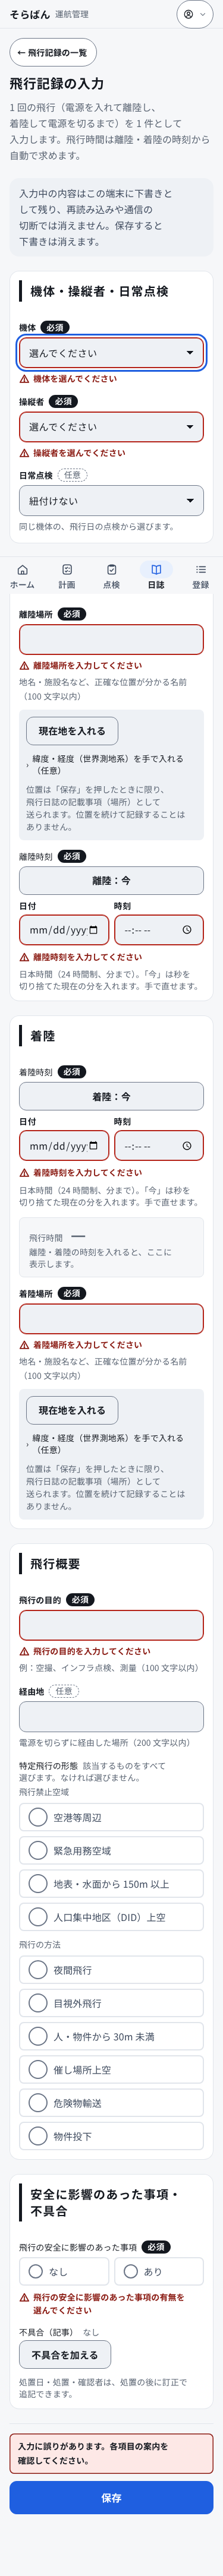 そらばん 運航管理
← 飛行記録の一覧
飛行記録の入力
1 回の飛行（電源を入れて離陸し、
着陸して電源を切るまで）を 1 件として
入力します。飛行時間は離陸・着陸の時刻から
自動で求めます。
入力中の内容はこの端末に下書きと
して残り、再読み込みや通信の
切断では消えません。保存すると
下書きは消えます。
機体・操縦者・日常点検
機体 必須
選んでください
機体を選んでください
操縦者 必須
選んでください
操縦者を選んでください
日常点検 任意
紐付けない
同じ機体の、飛行日の点検から選びます。
ホーム 計画 点検 日誌 登録
離陸場所 必須
離陸場所を入力してください
地名・施設名など、正確な位置が分かる名前
（100 文字以内）
現在地を入れる
› 緯度・経度（世界測地系）を手で入れる
（任意）
位置は「保存」を押したときに限り、
飛行日誌の記載事項（場所）として
送られます。位置を続けて記録することは
ありません。
離陸時刻 必須
離陸：今
日付 時刻
mm/dd/yyyy --:-- --
離陸時刻を入力してください
日本時間（24 時間制、分まで）。「今」は秒を
切り捨てた現在の分を入れます。手で直せます。
着陸
着陸時刻 必須
着陸：今
日付 時刻
mm/dd/yyyy --:-- --
着陸時刻を入力してください
日本時間（24 時間制、分まで）。「今」は秒を
切り捨てた現在の分を入れます。手で直せます。
飛行時間 —
離陸・着陸の時刻を入れると、ここに
表示します。
着陸場所 必須
着陸場所を入力してください
地名・施設名など、正確な位置が分かる名前
（100 文字以内）
現在地を入れる
› 緯度・経度（世界測地系）を手で入れる
（任意）
位置は「保存」を押したときに限り、
飛行日誌の記載事項（場所）として
送られます。位置を続けて記録することは
ありません。
飛行概要
飛行の目的 必須
飛行の目的を入力してください
例：空撮、インフラ点検、測量（100 文字以内）
経由地 任意
電源を切らずに経由した場所（200 文字以内）
特定飛行の形態 該当するものをすべて
選びます。なければ選びません。
飛行禁止空域
空港等周辺
緊急用務空域
地表・水面から 150m 以上
人口集中地区（DID）上空
飛行の方法
夜間飛行
目視外飛行
人・物件から 30m 未満
催し場所上空
危険物輸送
物件投下
安全に影響のあった事項・
不具合
飛行の安全に影響のあった事項 必須
なし あり
飛行の安全に影響のあった事項の有無を
選んでください
不具合（記事） なし
不具合を加える
処置日・処置・確認者は、処置の後に訂正で
追記できます。
入力に誤りがあります。各項目の案内を
確認してください。
保存